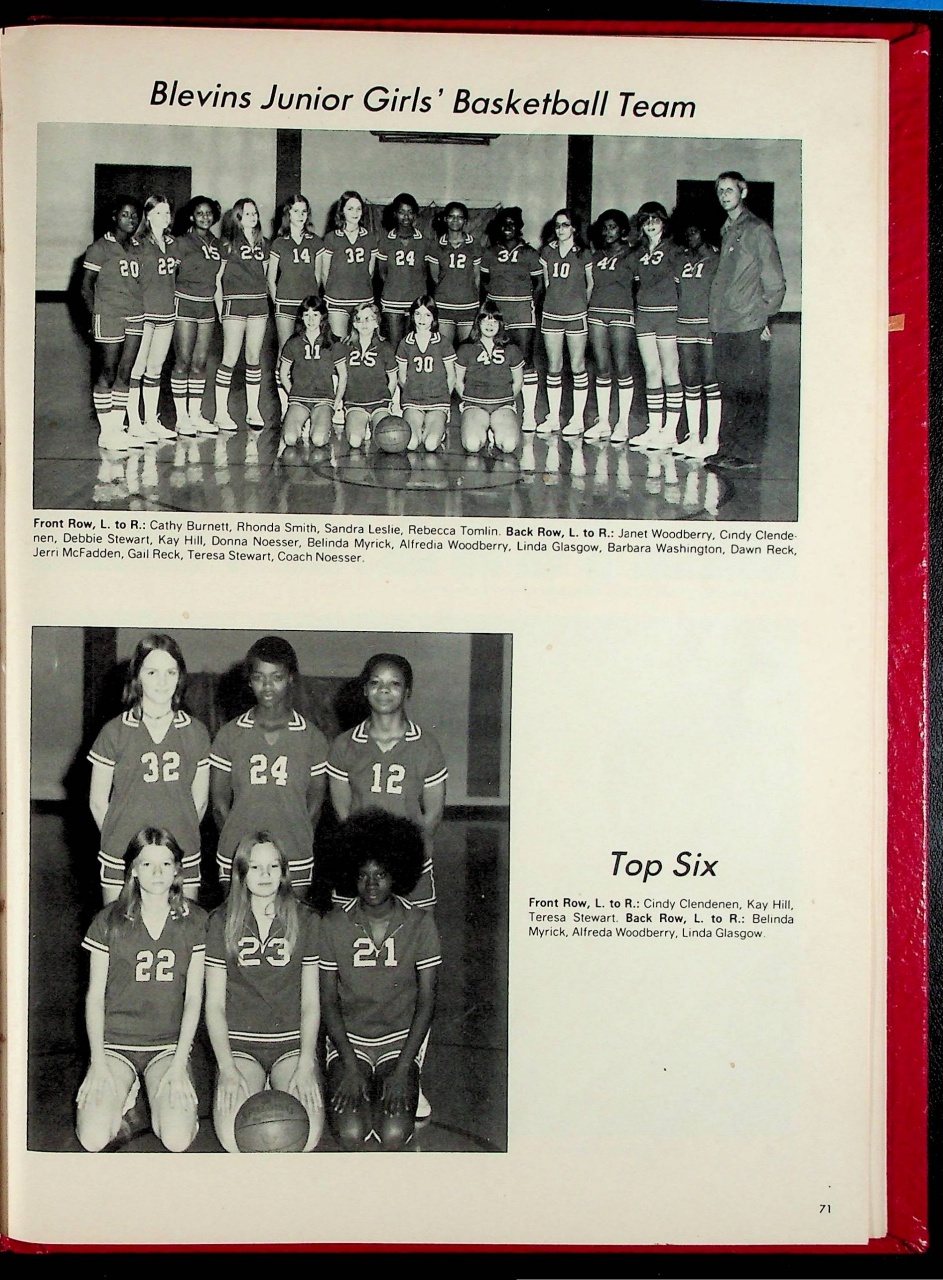 Blevins Junior Girls' Basketball Team
20 22 15 23 14 32 24 12 31 10 41 43 21
11 25 30 45
Front Row, L. to R.: Cathy Burnett, Rhonda Smith, Sandra Leslie, Rebecca Tomlin. Back Row, L. to R.: Janet Woodberry, Cindy Clende-
nen, Debbie Stewart, Kay Hill, Donna Noesser, Belinda Myrick, Alfredia Woodberry, Linda Glasgow, Barbara Washington, Dawn Reck,
Jerri McFadden, Gail Reck, Teresa Stewart, Coach Noesser.
32 24 12
22 23 21
Top Six
Front Row, L. to R.: Cindy Clendenen, Kay Hill,
Teresa Stewart. Back Row, L. to R.: Belinda
Myrick, Alfreda Woodberry, Linda Glasgow.
71